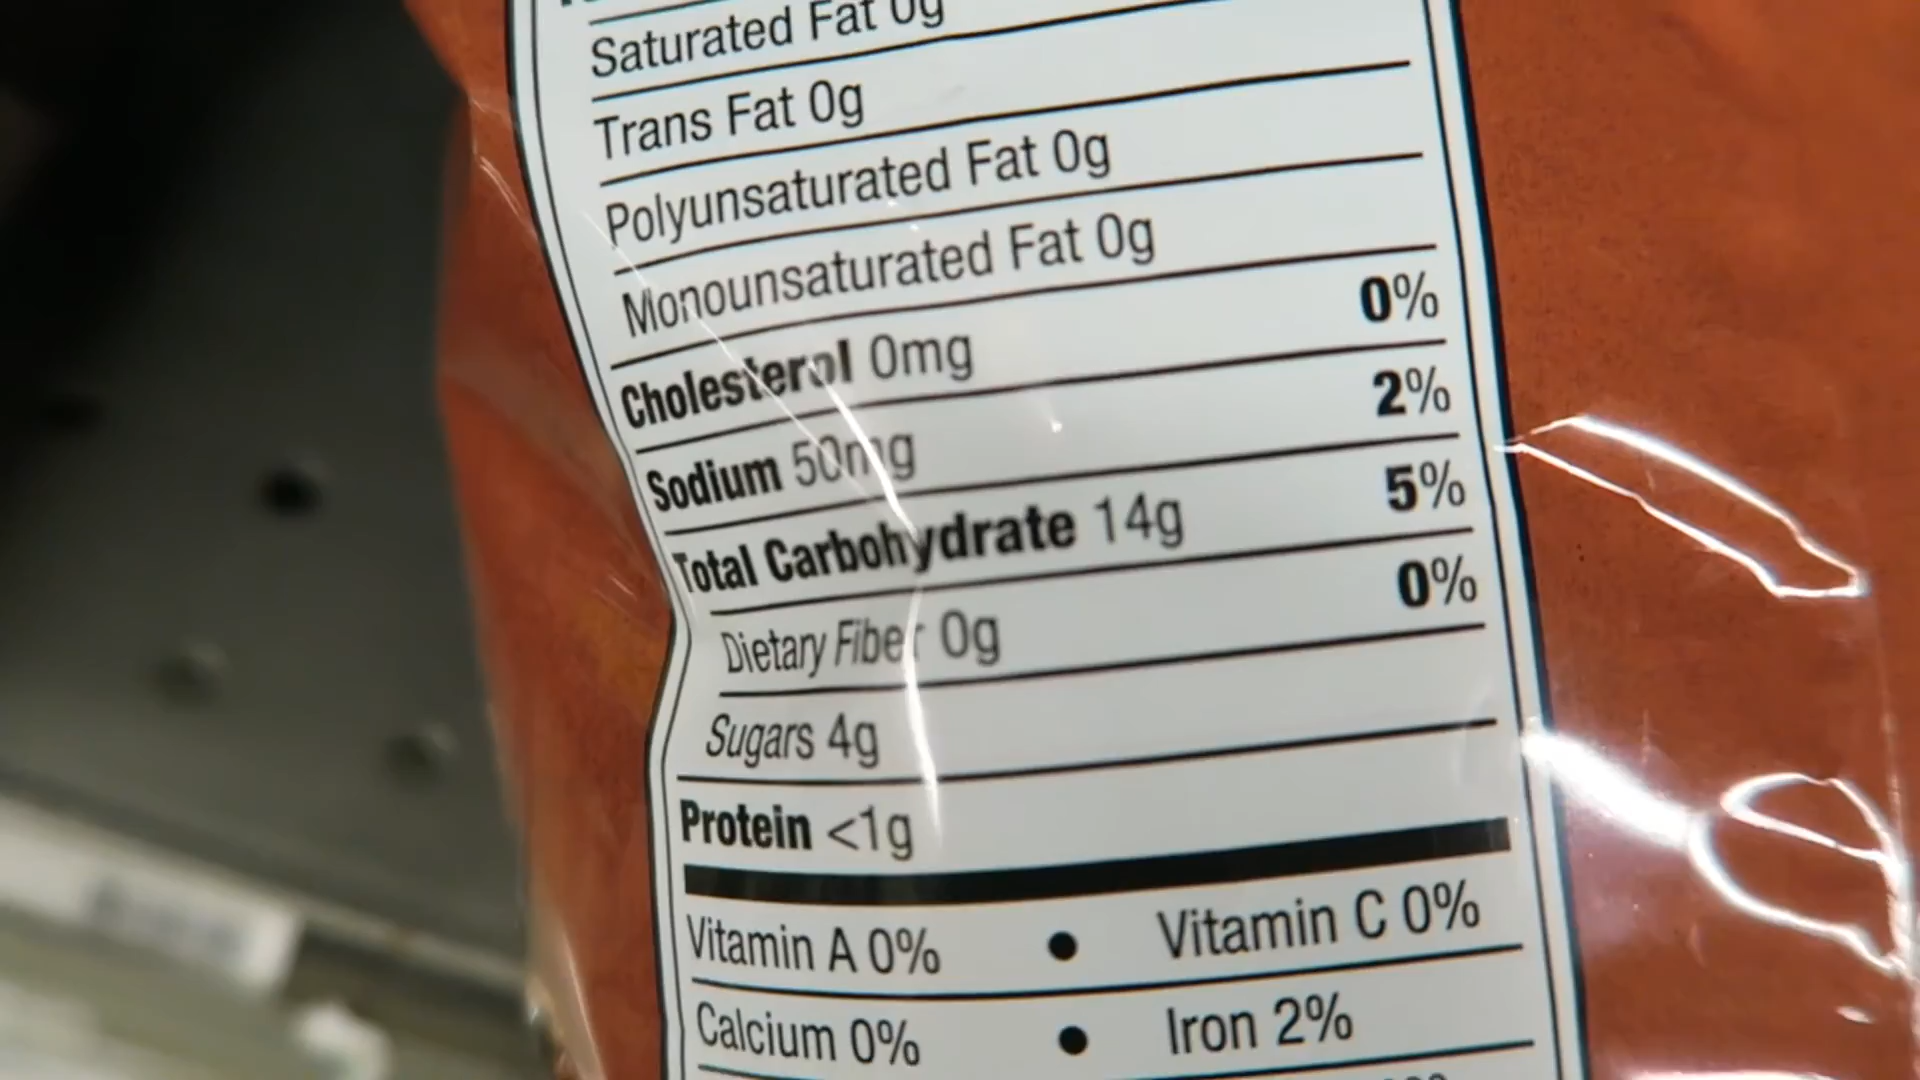 Saturated Fat 0g
Trans Fat 0g
Polyunsaturated Fat 0g
Monounsaturated Fat 0g
Cholesterol 0mg 0%
Sodium 50mg 2%
Total Carbohydrate 14g 5%
Dietary Fiber 0g 0%
Sugars 4g
Protein <1g
Vitamin A 0% • Vitamin C 0%
Calcium 0% • Iron 2%